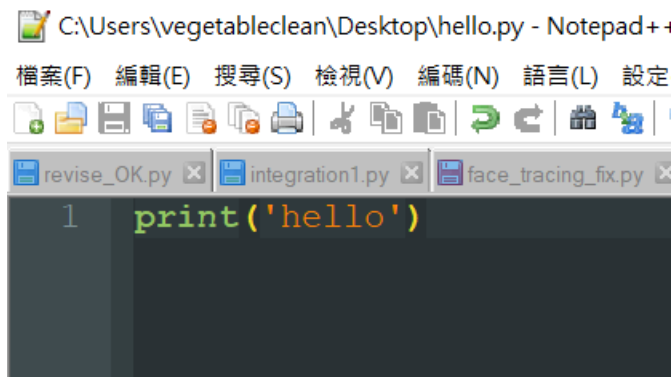 C:\Users\vegetableclean\Desktop\hello.py - Notepad++
檔案(F) 編輯(E) 搜尋(S) 檢視(V) 編碼(N) 語言(L) 設定
revise_OK.py integration1.py face_tracing_fix.py
1 print('hello')